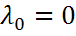 λ₀ = 0